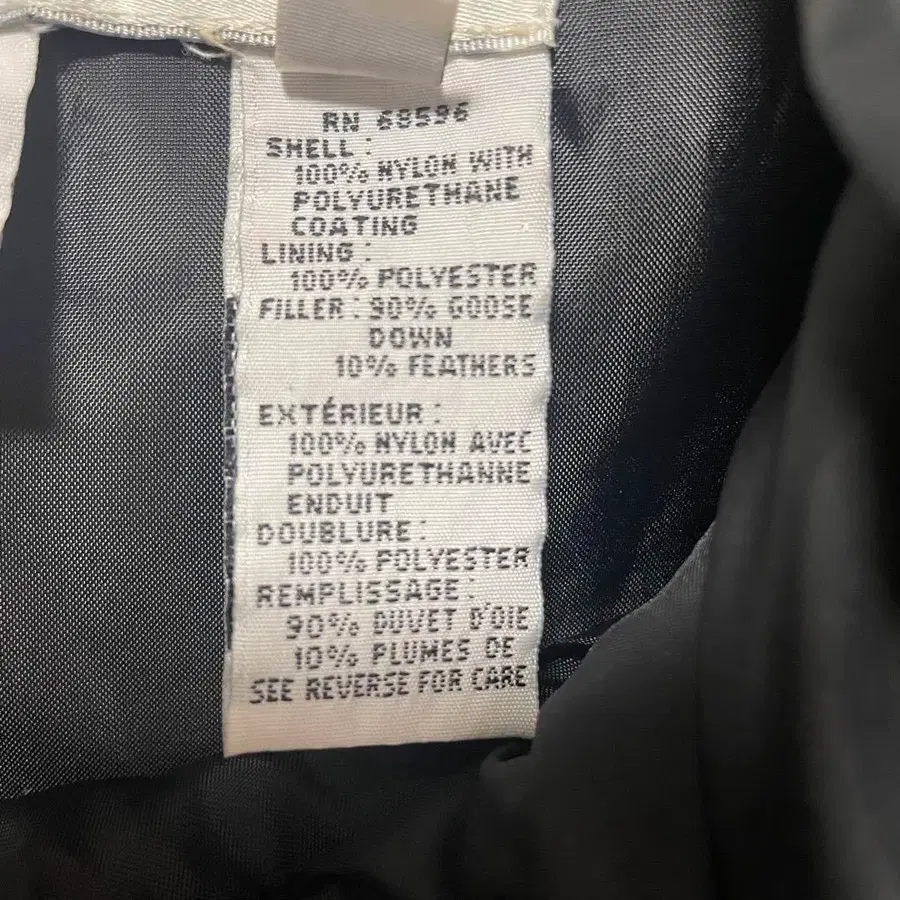 RN 68596
SHELL:
100% NYLON WITH
POLYURETHANE
COATING
LINING:
100% POLYESTER
FILLER: 90% GOOSE
DOWN
10% FEATHERS
EXTÉRIEUR:
100% NYLON AVEC
POLYURETHANNE
ENDUIT
DOUBLURE:
100% POLYESTER
REMPLISSAGE:
90% DUVET D'OIE
10% PLUMES DE
SEE REVERSE FOR CARE